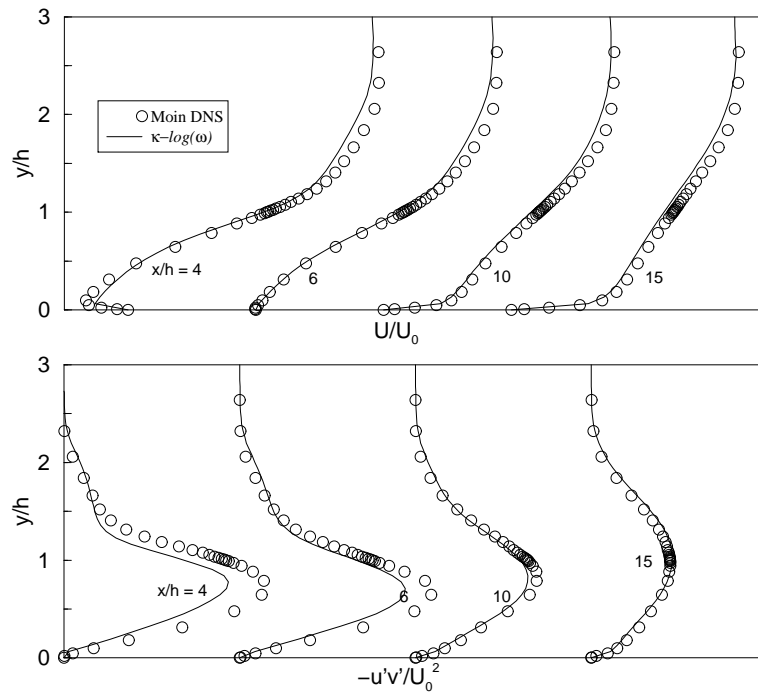 3
2
1
0
y/h
Moin DNS
κ−log(ω)
x/h = 4
6
10
15
U/U₀
3
2
1
0
y/h
x/h = 4
6
10
15
−u'v'/U₀²